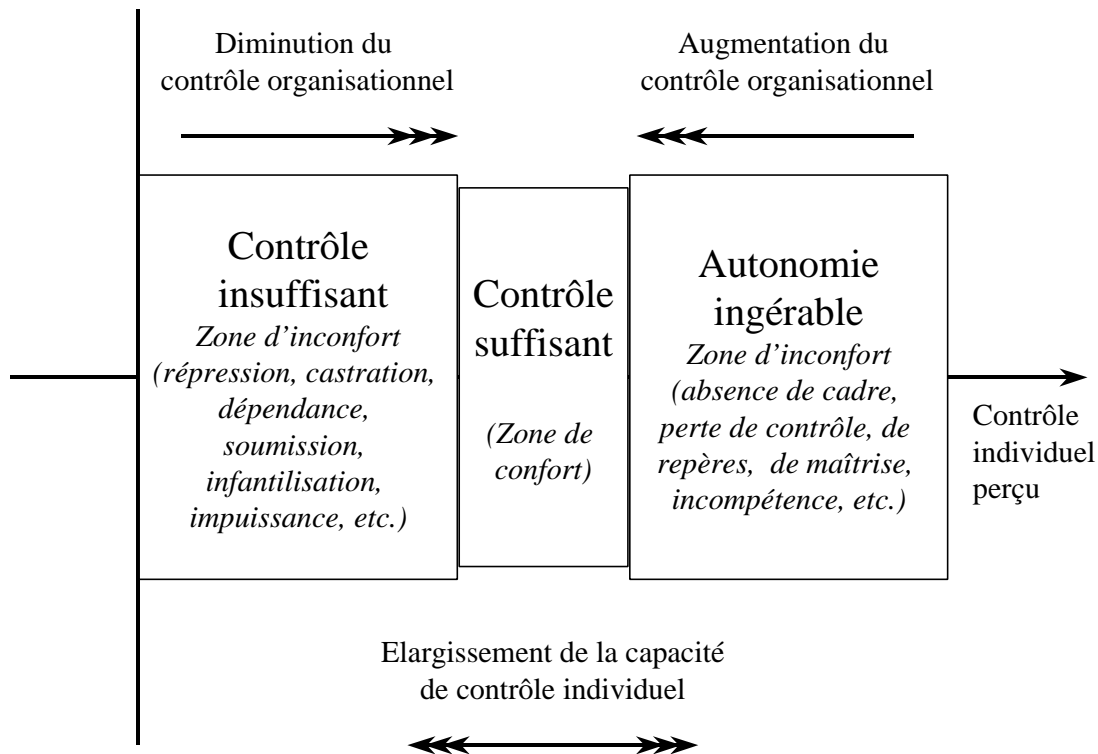 Diminution du
contrôle organisationnel
Augmentation du
contrôle organisationnel
Contrôle
insuffisant
Zone d'inconfort
(répression, castration,
dépendance,
soumission,
infantilisation,
impuissance, etc.)
Contrôle
suffisant
(Zone de
confort)
Autonomie
ingérable
Zone d'inconfort
(absence de cadre,
perte de contrôle, de
repères,  de maîtrise,
incompétence, etc.)
Contrôle
individuel
perçu
Elargissement de la capacité
de contrôle individuel